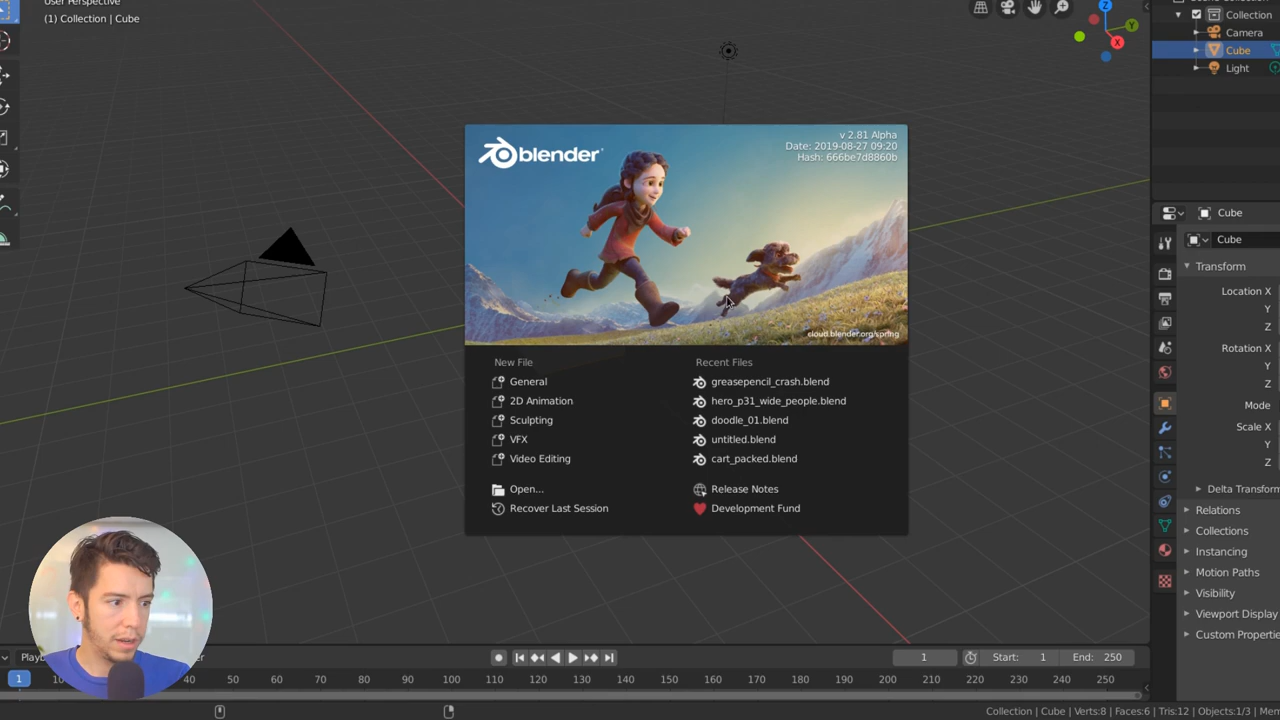 User Perspective
(1) Collection | Cube
Z
Y
X
Collection
Camera
Cube
Light
blender
v 2.81 Alpha
Date: 2019-08-27 09:20
Hash: 666be7d8860b
cloud.blender.org/spring
New File
General
2D Animation
Sculpting
VFX
Video Editing
Open...
Recover Last Session
Recent Files
greasepencil_crash.blend
hero_p31_wide_people.blend
doodle_01.blend
untitled.blend
cart_packed.blend
Release Notes
Development Fund
Cube
Cube
Transform
Location X
Y
Z
Rotation X
Y
Z
Mode
Scale X
Y
Z
Delta Transform
Relations
Collections
Instancing
Motion Paths
Visibility
Viewport Display
Custom Propertie
1
Start: 1
End: 250
1
40 50 60 70 80 90 100 110 120 130 140 150 160 170 180 190 200 210 220 230 240 250
Collection | Cube | Verts:8 | Faces:6 | Tris:12 | Objects:1/3 | Mem